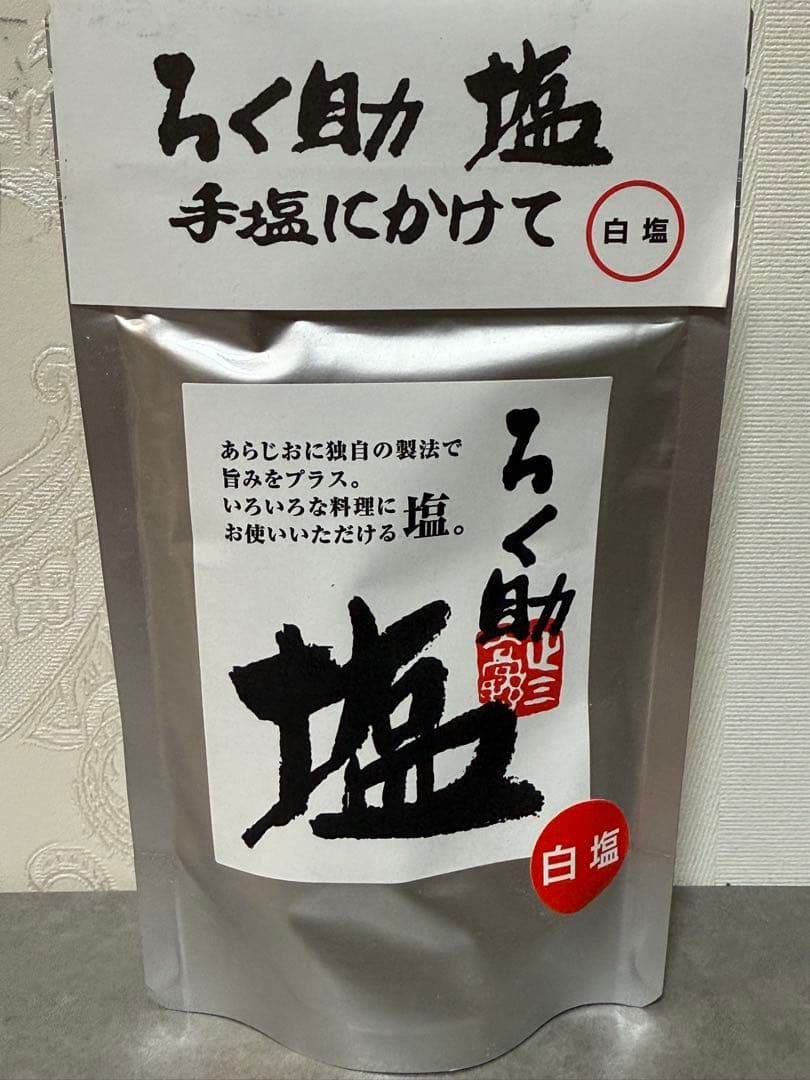 ろく助 塩
手塩にかけて
白塩
あらじおに独自の製法で
旨みをプラス。
いろいろな料理に
お使いいただける塩。
ろく助
塩
白塩